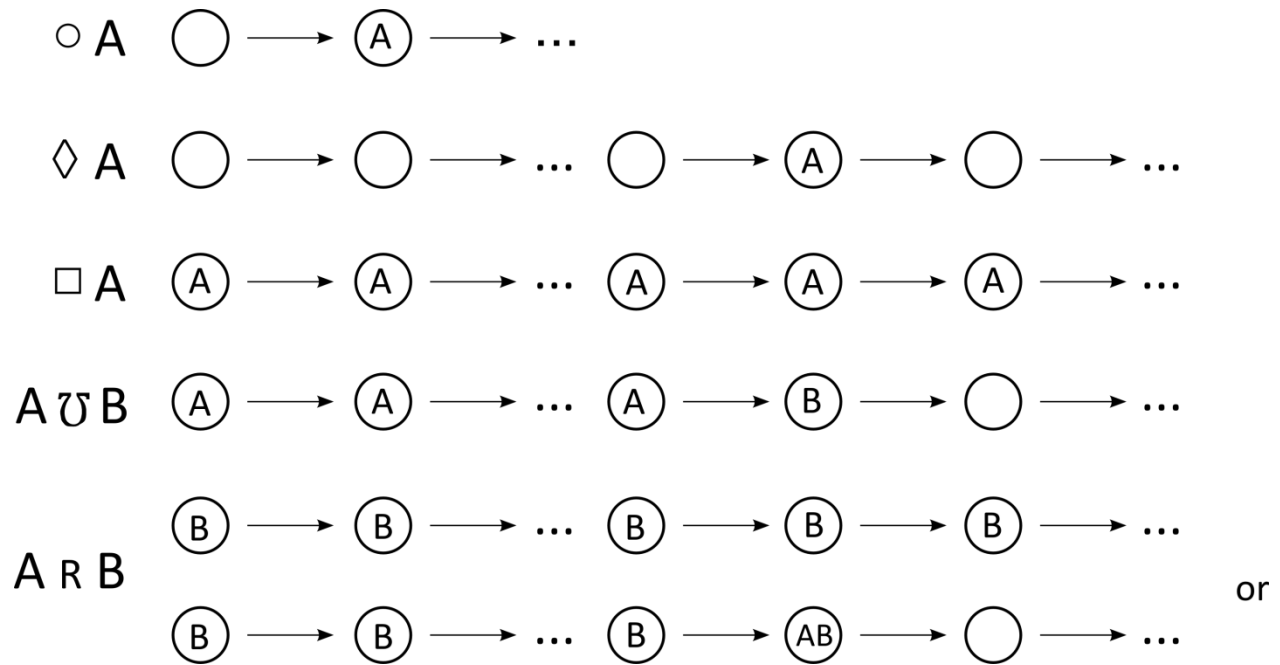 ○ A A ...
◊ A ... A ...
□ A A A ... A A A ...
A ℧ B A A ... A B ...
B B ... B B B ...
A R B or
B B ... B AB ...